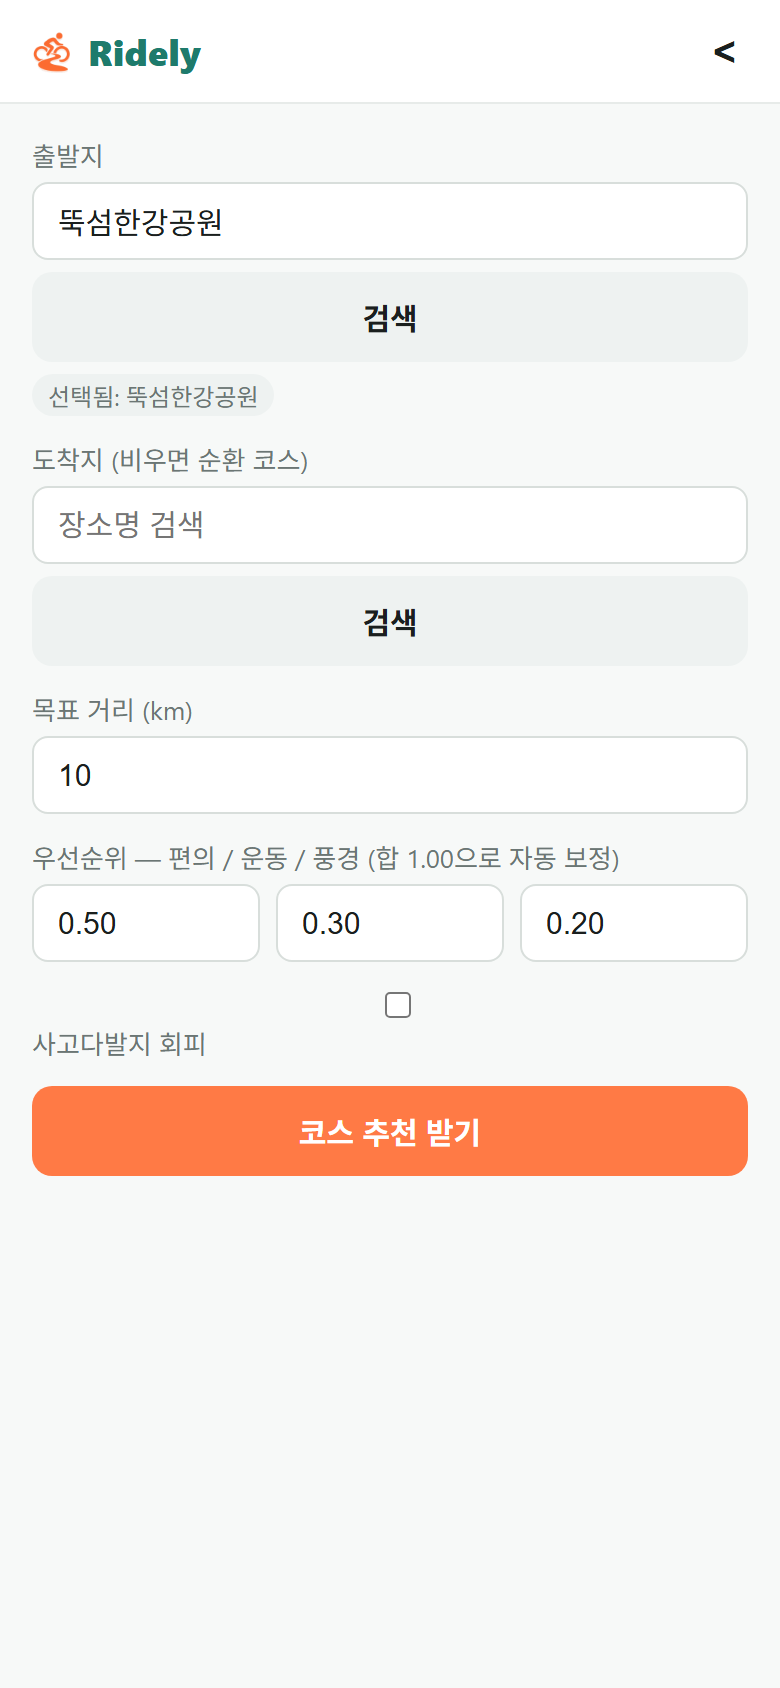 Ridely
<
출발지
뚝섬한강공원
검색
선택됨: 뚝섬한강공원
도착지 (비우면 순환 코스)
장소명 검색
검색
목표 거리 (km)
10
우선순위 — 편의 / 운동 / 풍경 (합 1.00으로 자동 보정)
0.50 0.30 0.20
사고다발지 회피
코스 추천 받기